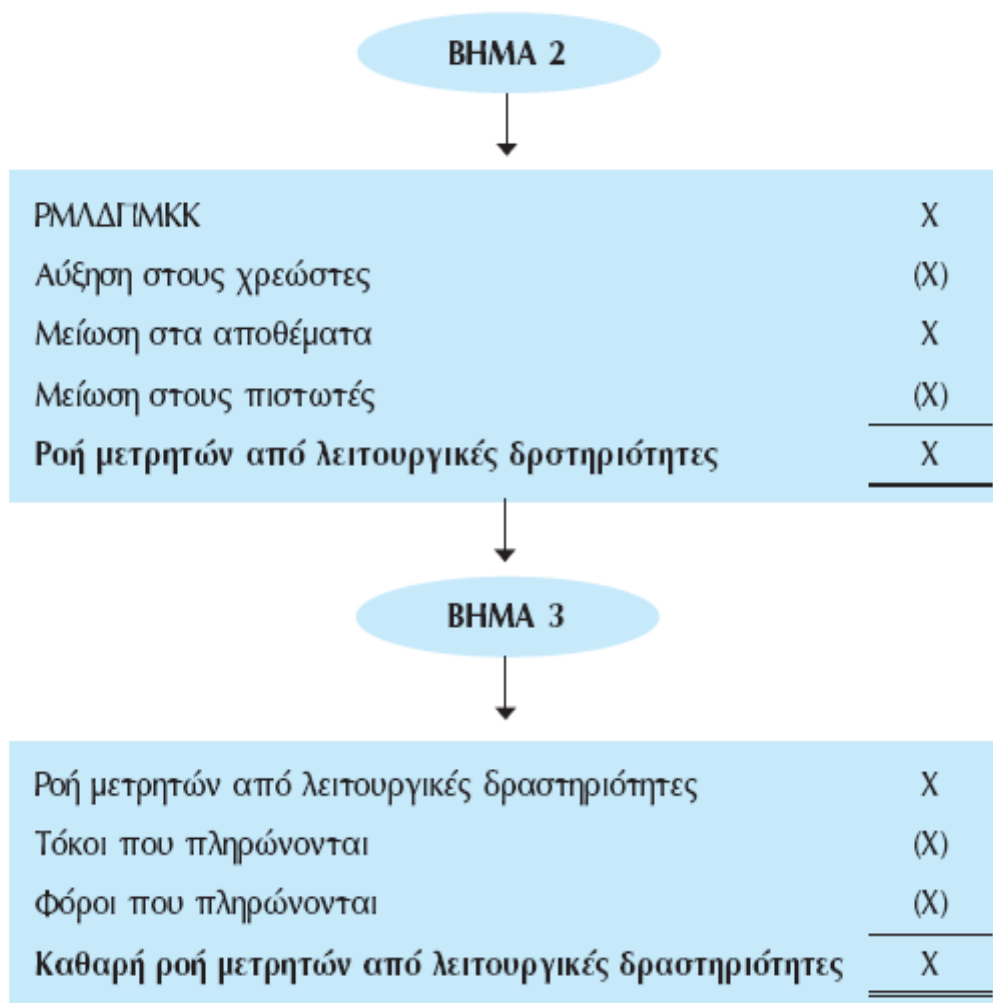 ΒΗΜΑ 2
ΡΜΛΔΠΜΚΚ X
Αύξηση στους χρεώστες (X)
Μείωση στα αποθέματα X
Μείωση στους πιστωτές (X)
Ροή μετρητών από λειτουργικές δρστηριότητες X
ΒΗΜΑ 3
Ροή μετρητών από λειτουργικές δραστηριότητες X
Τόκοι που πληρώνονται (X)
Φόροι που πληρώνονται (X)
Καθαρή ροή μετρητών από λειτουργικές δραστηριότητες X